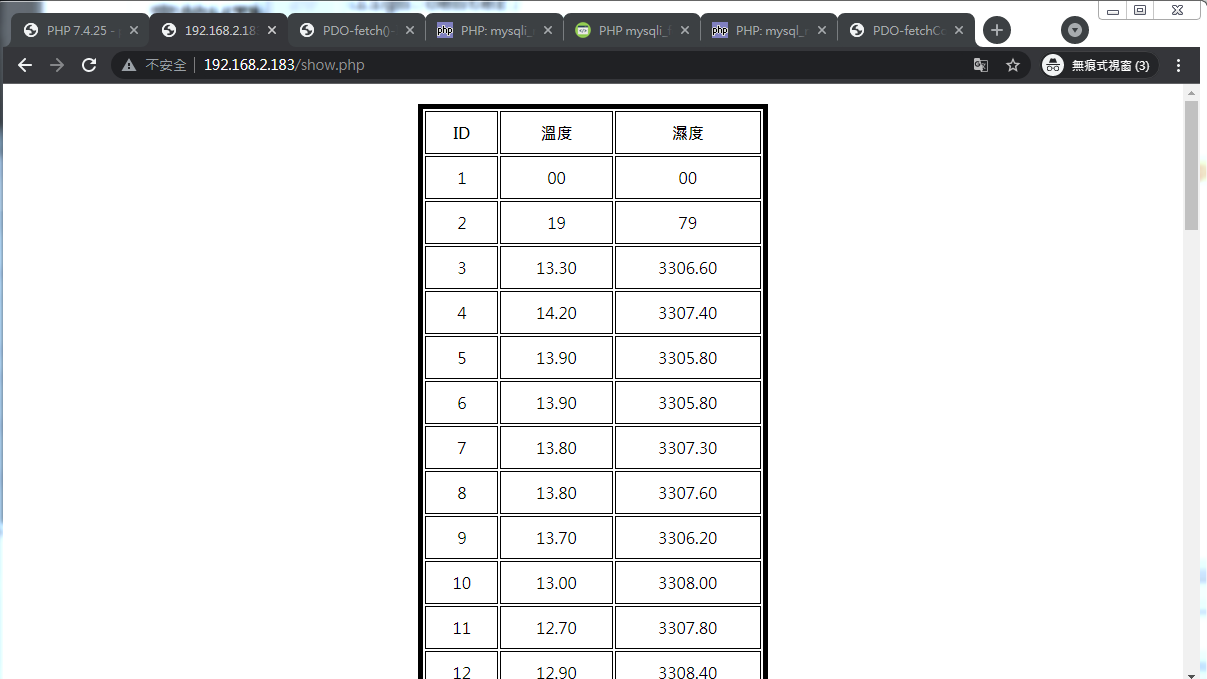 PHP 7.4.25 - 192.168.2.18 PDO-fetch()- PHP: mysqli_ PHP mysqli_ PHP: mysql_ PDO-fetchCo
不安全 192.168.2.183/show.php 無痕式視窗 (3)
ID 溫度 濕度
1 00 00
2 19 79
3 13.30 3306.60
4 14.20 3307.40
5 13.90 3305.80
6 13.90 3305.80
7 13.80 3307.30
8 13.80 3307.60
9 13.70 3306.20
10 13.00 3308.00
11 12.70 3307.80
12 12.90 3308.40